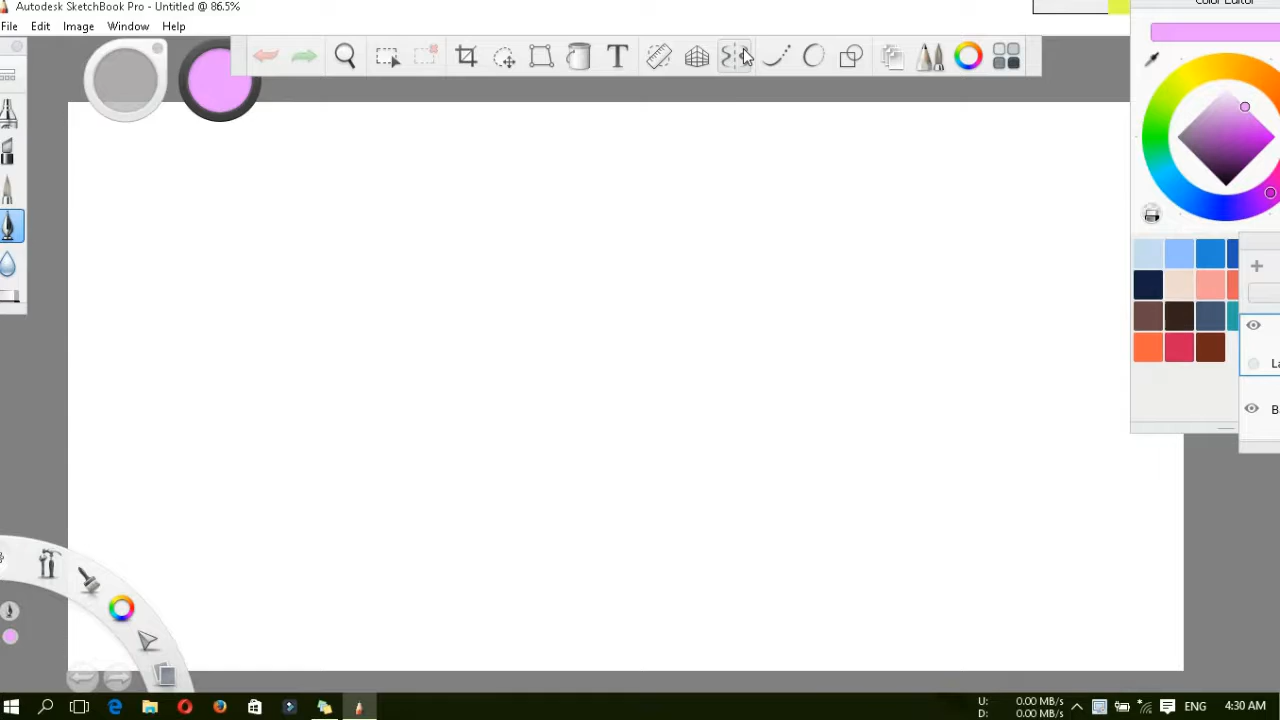 Autodesk SketchBook Pro - Untitled @ 86.5%
File Edit Image Window Help
Color Editor
T
La
B
U: 0.00 MB/s
D: 0.00 MB/s
ENG
4:30 AM